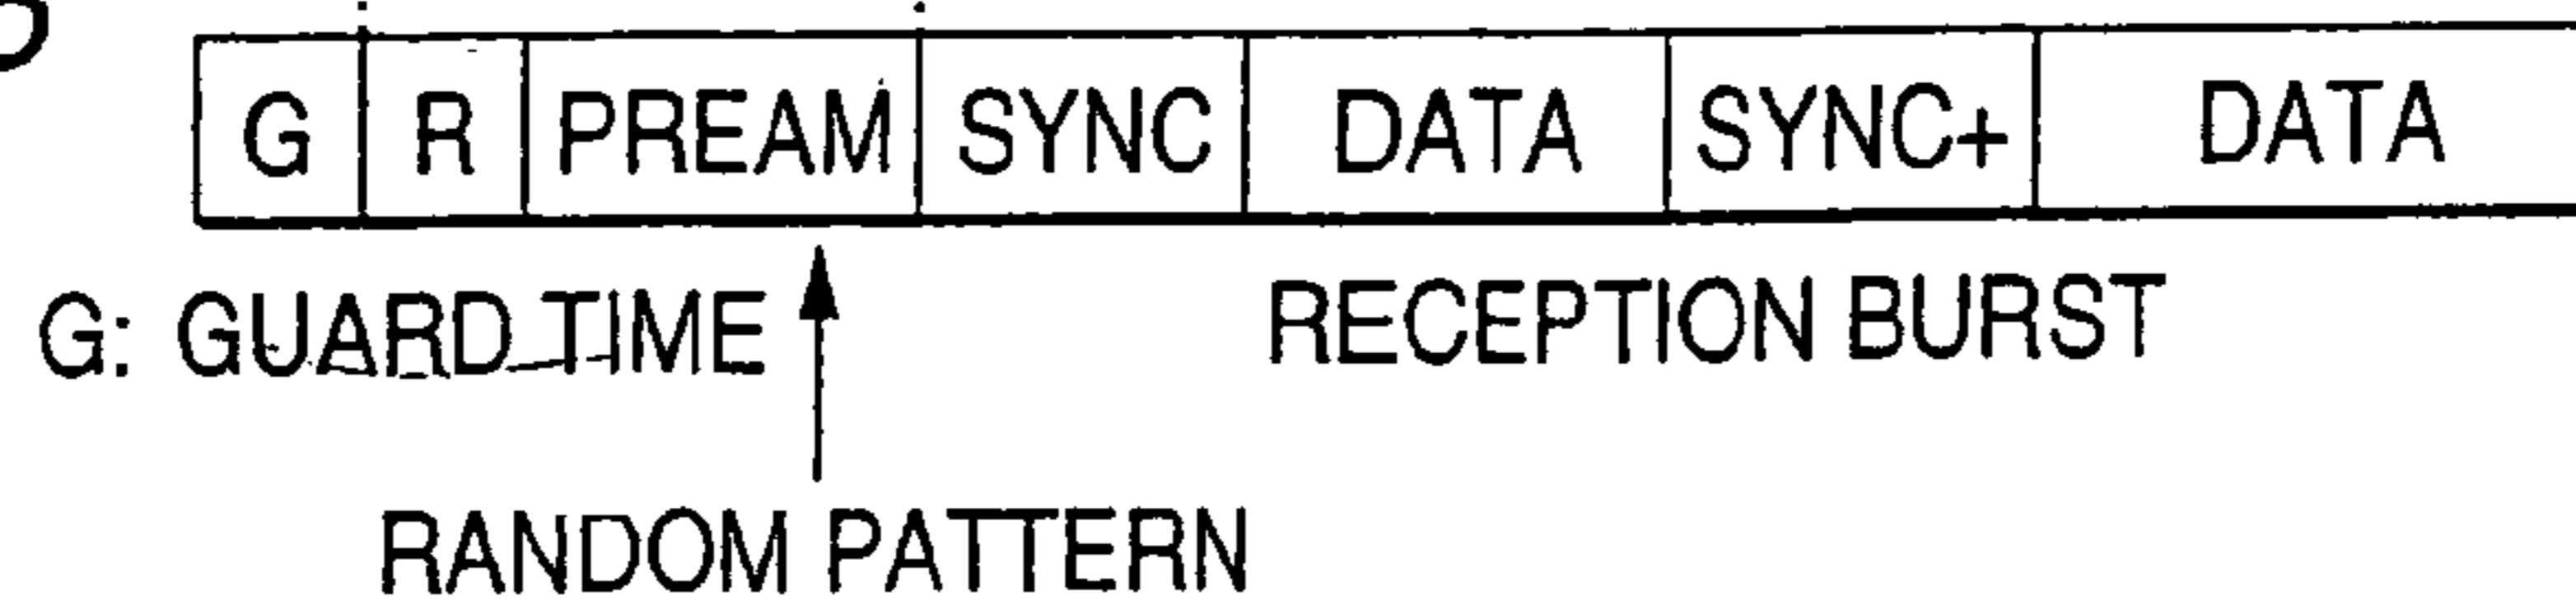 G R PREAM SYNC DATA SYNC+ DATA
G: GUARD TIME
RECEPTION BURST
RANDOM PATTERN